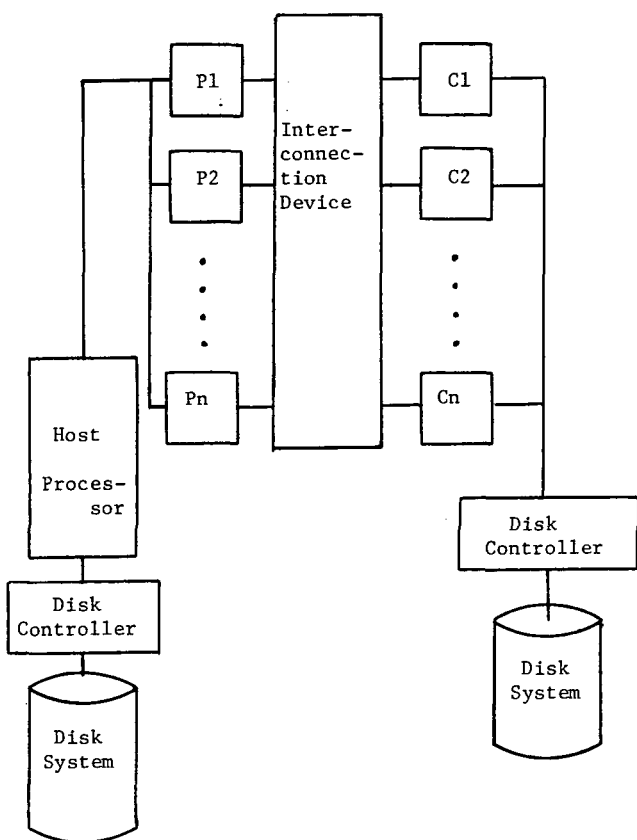 P1
C1
Inter-
connec-
tion
Device
P2
C2
Pn
Cn
Host
Proces-
sor
Disk
Controller
Disk
Controller
Disk
System
Disk
System